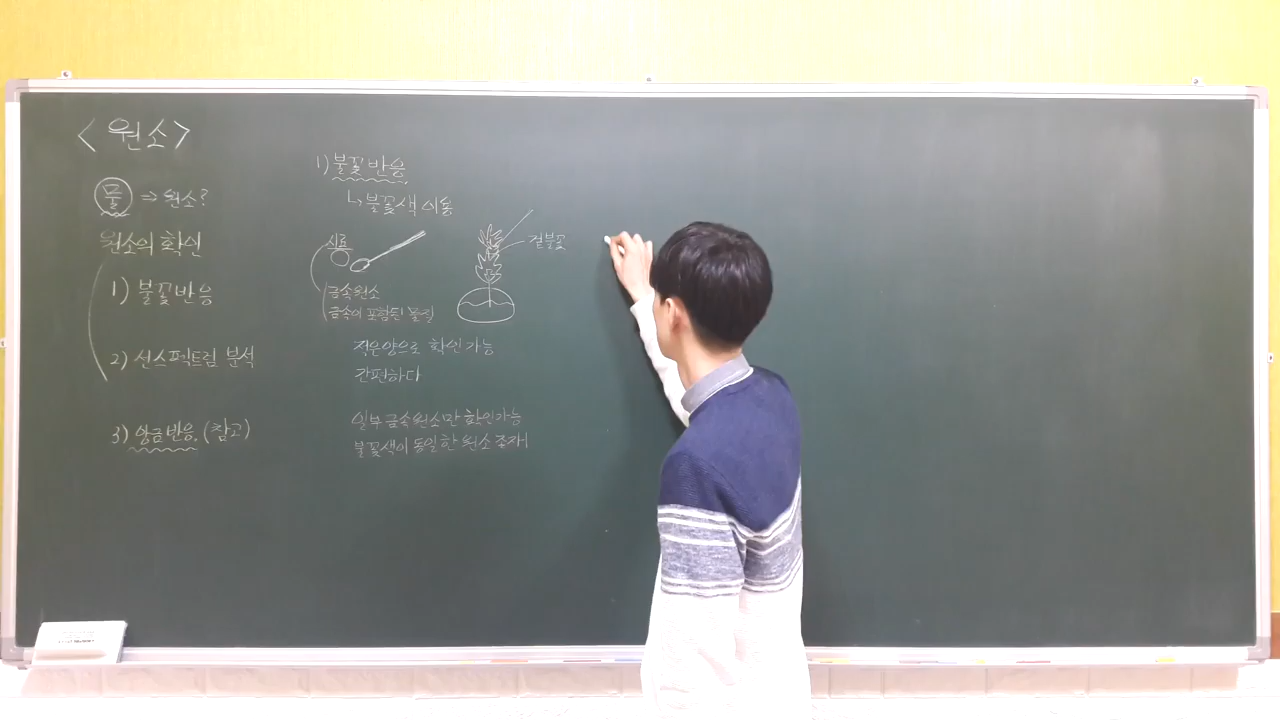 <원소>
물 ⇒ 원소?
원소의 확인
1) 불꽃반응
2) 선스펙트럼 분석
3) 앙금반응. (참고)
1) 불꽃반응.
↳ 불꽃색 이용
시료
겉불꽃
금속원소
금속이 포함된 물질
적은양으로 확인가능
간편하다
일부 금속원소만 확인가능
불꽃색이 동일한 원소 존재